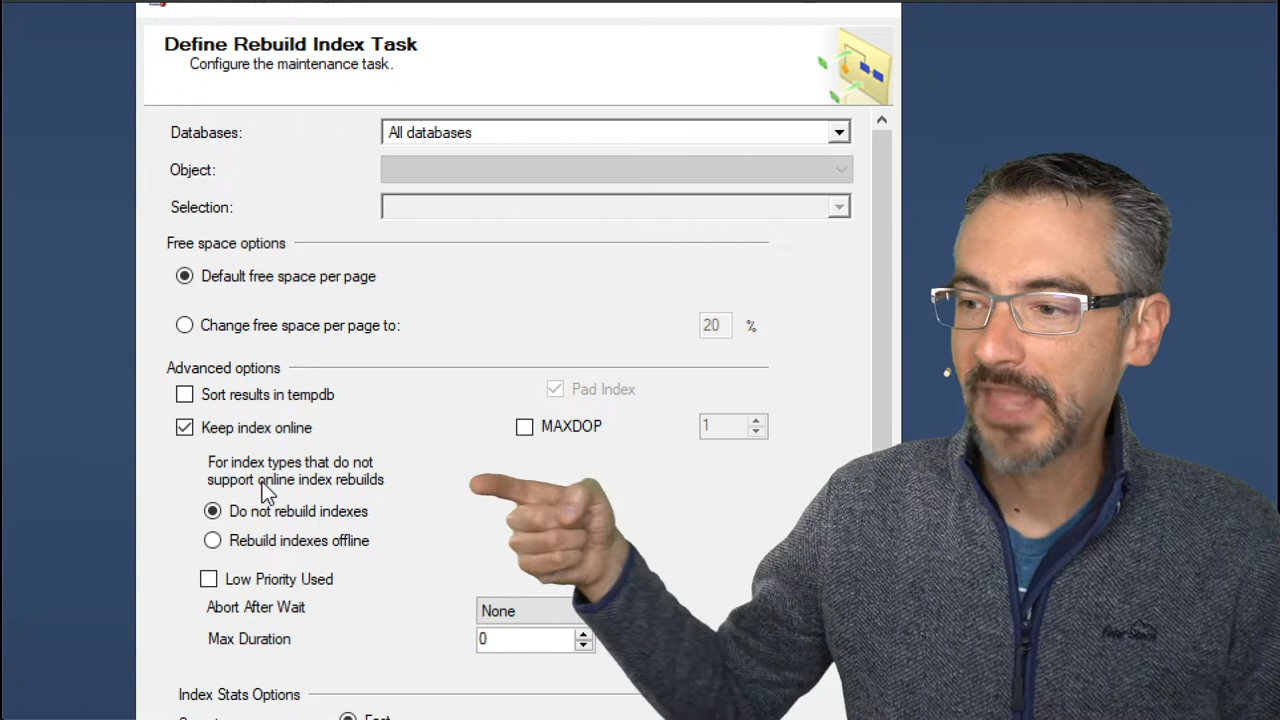 Define Rebuild Index Task
Configure the maintenance task.
Databases:
All databases
Object:
Selection:
Free space options
Default free space per page
Change free space per page to:
20 %
Advanced options
Sort results in tempdb
Pad Index
Keep index online
MAXDOP
1
For index types that do not
support online index rebuilds
Do not rebuild indexes
Rebuild indexes offline
Low Priority Used
Abort After Wait
None
Max Duration
0
Index Stats Options
Fast